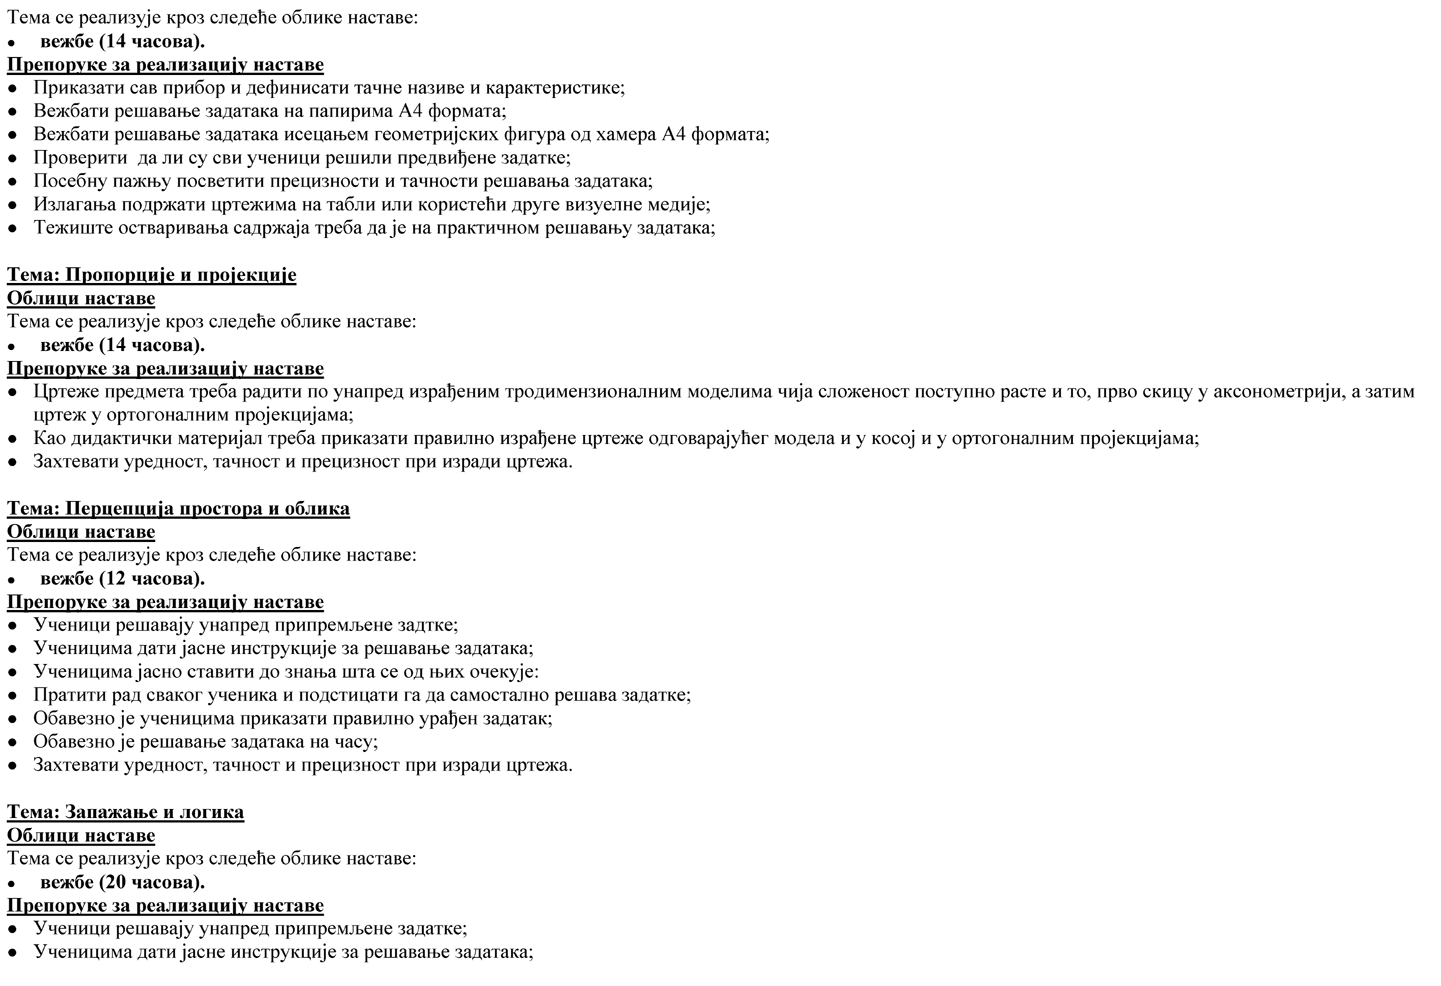 Тема се реализује кроз следеће облике наставе:
● вежбе (14 часова).
Препоруке за реализацију наставе
● Приказати сав прибор и дефинисати тачне називе и карактеристике;
● Вежбати решавање задатака на папирима А4 формата;
● Вежбати решавање задатака исецањем геометријских фигура од хамера А4 формата;
● Проверити  да ли су сви ученици решили предвиђене задатке;
● Посебну пажњу посветити прецизности и тачности решавања задатака;
● Излагања подржати цртежима на табли или користећи друге визуелне медије;
● Тежиште остваривања садржаја треба да је на практичном решавању задатака;
Тема: Пропорције и пројекције
Облици наставе
Тема се реализује кроз следеће облике наставе:
● вежбе (14 часова).
Препоруке за реализацију наставе
● Цртеже предмета треба радити по унапред израђеним тродимензионалним моделима чија сложеност поступно расте и то, прво скицу у аксонометрији, а затим
цртеж у ортогоналним пројекцијама;
● Као дидактички материјал треба приказати правилно израђене цртеже одговарајућег модела и у косој и у ортогоналним пројекцијама;
● Захтевати уредност, тачност и прецизност при изради цртежа.
Тема: Перцепција простора и облика
Облици наставе
Тема се реализује кроз следеће облике наставе:
● вежбе (12 часова).
Препоруке за реализацију наставе
● Ученици решавају унапред припремљене задтке;
● Ученицима дати јасне инструкције за решавање задатака;
● Ученицима јасно ставити до знања шта се од њих очекује:
● Пратити рад сваког ученика и подстицати га да самостално решава задатке;
● Обавезно је ученицима приказати правилно урађен задатак;
● Обавезно је решавање задатака на часу;
● Захтевати уредност, тачност и прецизност при изради цртежа.
Тема: Запажање и логика
Облици наставе
Тема се реализује кроз следеће облике наставе:
● вежбе (20 часова).
Препоруке за реализацију наставе
● Ученици решавају унапред припремљене задатке;
● Ученицима дати јасне инструкције за решавање задатака;